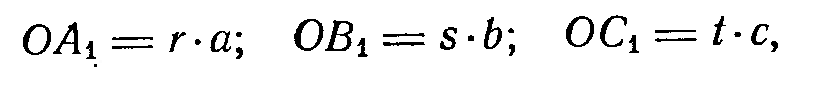 OA₁ = r · a; OB₁ = s · b; OC₁ = t · c,